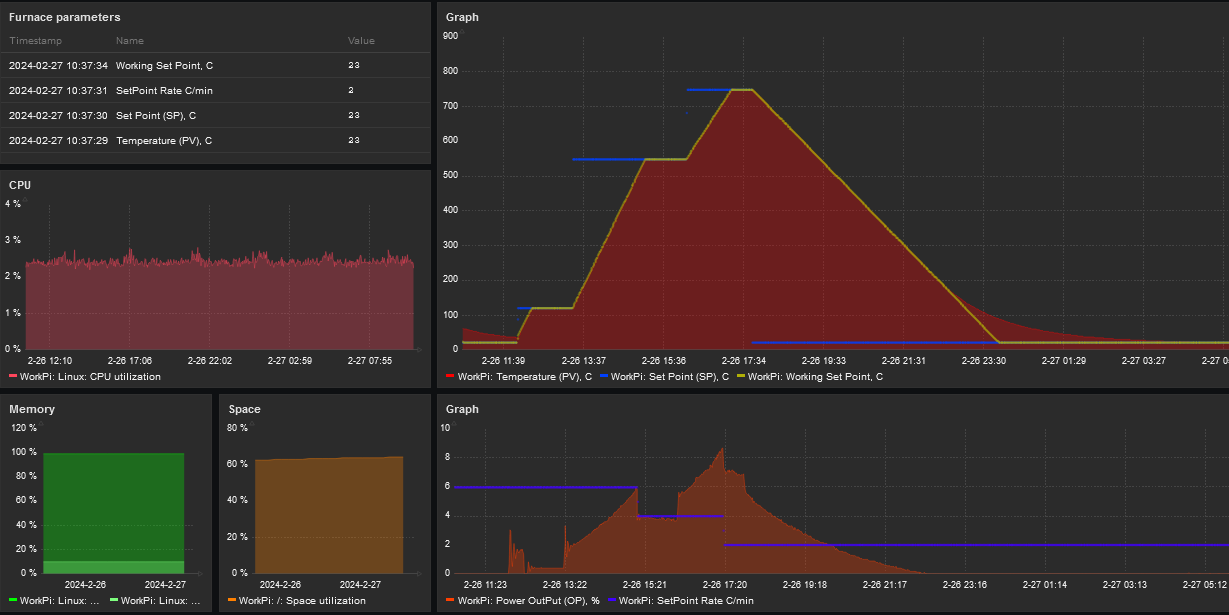 Furnace parameters
Timestamp Name Value
2024-02-27 10:37:34 Working Set Point, C 23
2024-02-27 10:37:31 SetPoint Rate C/min 2
2024-02-27 10:37:30 Set Point (SP), C 23
2024-02-27 10:37:29 Temperature (PV), C 23
Graph
900
800
700
600
500
400
300
200
100
0
2-26 11:39 2-26 13:37 2-26 15:36 2-26 17:34 2-26 19:33 2-26 21:31 2-26 23:30 2-27 01:29 2-27 03:27 2-27 0
WorkPi: Temperature (PV), C WorkPi: Set Point (SP), C WorkPi: Working Set Point, C
CPU
4 %
3 %
2 %
1 %
0 %
2-26 12:10 2-26 17:06 2-26 22:02 2-27 02:59 2-27 07:55
WorkPi: Linux: CPU utilization
Memory
120 %
100 %
80 %
60 %
40 %
20 %
0 %
2024-2-26 2024-2-27
WorkPi: Linux: ... WorkPi: Linux: ...
Space
80 %
60 %
40 %
20 %
0 %
2024-2-26 2024-2-27
WorkPi: /: Space utilization
Graph
10
8
6
4
2
0
2-26 11:23 2-26 13:22 2-26 15:21 2-26 17:20 2-26 19:18 2-26 21:17 2-26 23:16 2-27 01:14 2-27 03:13 2-27 05:12
WorkPi: Power OutPut (OP), % WorkPi: SetPoint Rate C/min